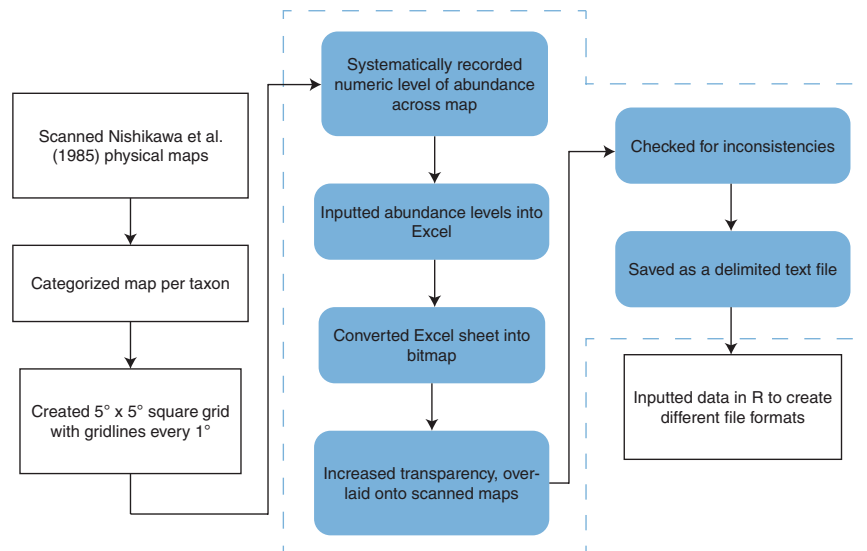 Scanned Nishikawa et al.
(1985) physical maps
Categorized map per taxon
Created 5° x 5° square grid
with gridlines every 1°
Systematically recorded
numeric level of abundance
across map
Inputted abundance levels into
Excel
Converted Excel sheet into
bitmap
Increased transparency, over-
laid onto scanned maps
Checked for inconsistencies
Saved as a delimited text file
Inputted data in R to create
different file formats